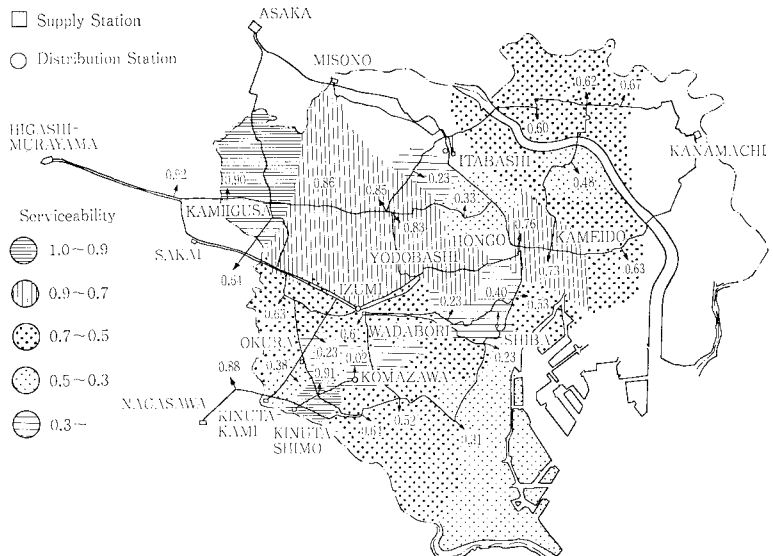 Supply Station
Distribution Station
ASAKA
MISONO
HIGASHI-
MURAYAMA
0.62
0.67
0.60
KANAMACHI
ITABASHI
0.92
0.90
0.86
0.25
0.85
0.48
KAMIIGUSA
0.33
Serviceability
0.83
0.76
HONGO
KAMEIDO
SAKAI
YODOBASHI
1.0~0.9
0.73
0.63
0.54
IZUMI
0.9~0.7
0.40
0.63
0.23
0.53
0.7~0.5
WADABORI
OKURA
SHIBA
0.23
0.23
0.02
0.5~0.3
0.88
0.38
0.91
KOMAZAWA
NAGASAWA
0.3~
KINUTA-
KAMI
KINUTA
SHIMO
0.61
0.52
0.31